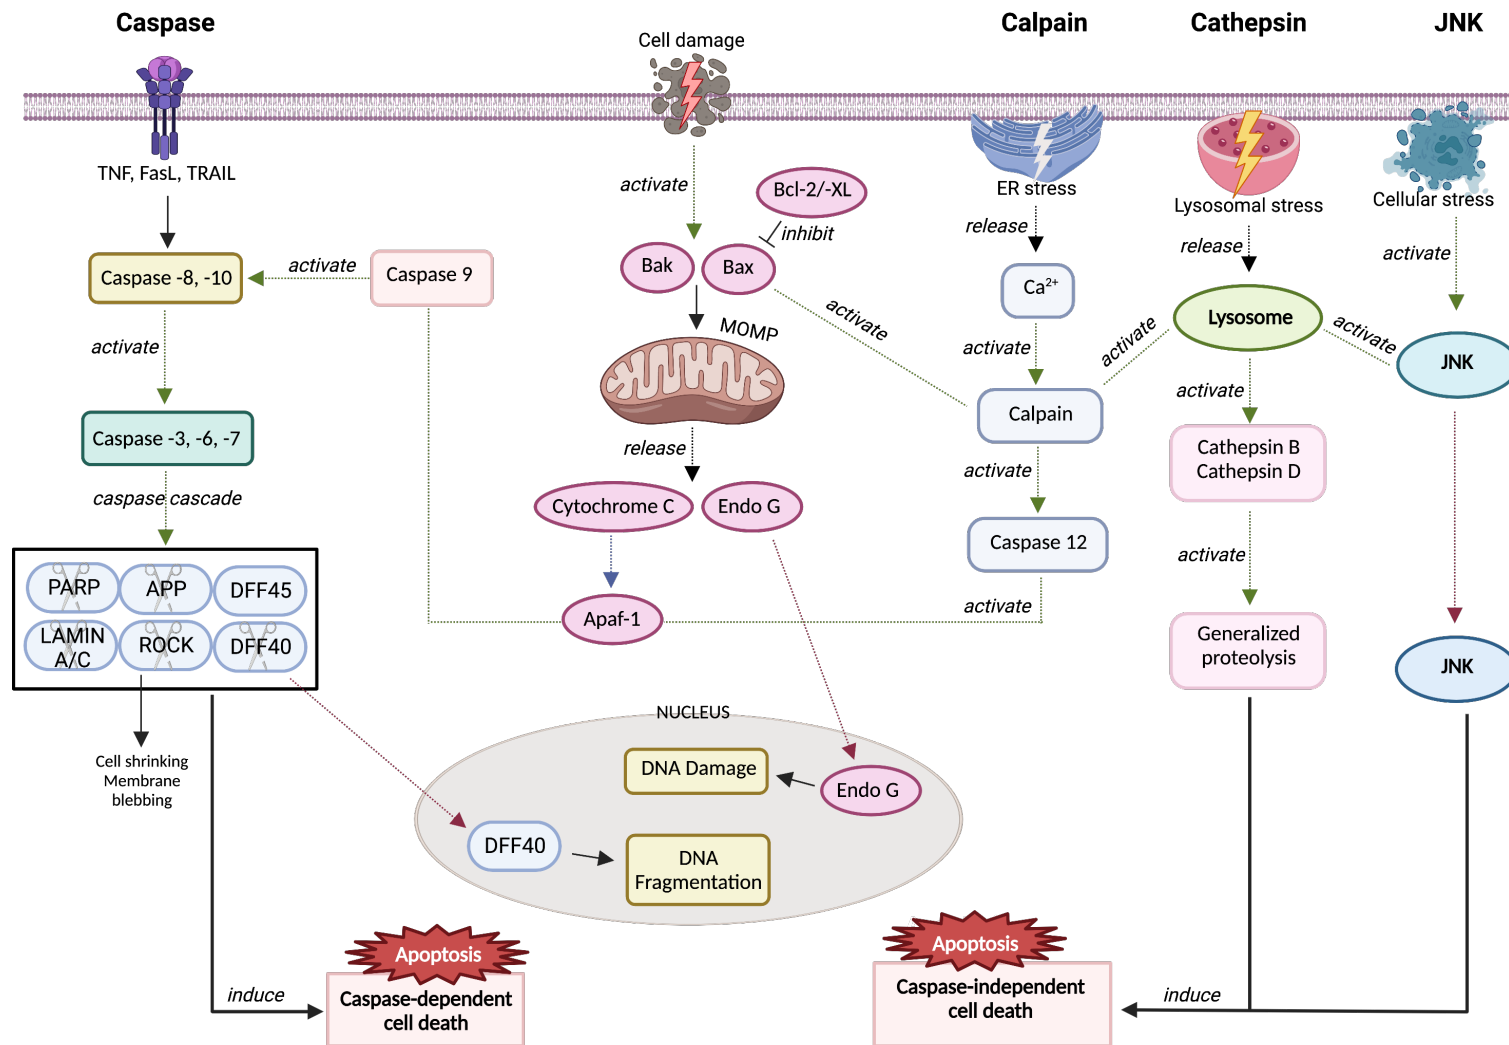 Caspase
Cell damage
Calpain
Cathepsin
JNK
TNF, FasL, TRAIL
activate
Bcl-2/-XL
inhibit
ER stress
Lysosomal stress
Cellular stress
release
release
activate
Caspase -8, -10
activate
Caspase 9
Bak
Bax
Ca2+
Lysosome
MOMP
activate
activate
activate
activate
activate
JNK
activate
Calpain
activate
Caspase -3, -6, -7
release
Cathepsin B
Cathepsin D
caspase cascade
activate
Cytochrome C
Endo G
Caspase 12
activate
PARP
APP
DFF45
LAMIN
A/C
ROCK
DFF40
Apaf-1
activate
Generalized
proteolysis
JNK
NUCLEUS
Cell shrinking
Membrane
blebbing
DNA Damage
Endo G
DFF40
DNA
Fragmentation
Apoptosis
Caspase-dependent
cell death
induce
Apoptosis
Caspase-independent
cell death
induce